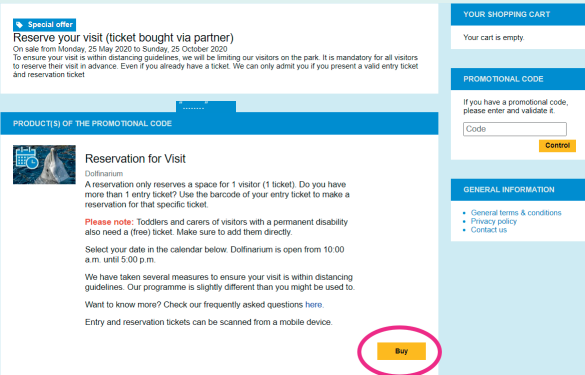 Special offer
Reserve your visit (ticket bought via partner)
On sale from Monday, 25 May 2020 to Sunday, 25 October 2020
To ensure your visit is within distancing guidelines, we will be limiting our visitors on the park. It is mandatory for all visitors
to reserve their visit in advance. Even if you already have a ticket. We can only admit you if you present a valid entry ticket
ánd reservation ticket
PRODUCT(S) OF THE PROMOTIONAL CODE
Reservation for Visit
Dolfinarium
A reservation only reserves a space for 1 visitor (1 ticket). Do you have
more than 1 entry ticket? Use the barcode of your entry ticket to make a
reservation for that specific ticket.
Please note: Toddlers and carers of visitors with a permanent disability
also need a (free) ticket. Make sure to add them directly.
Select your date in the calendar below. Dolfinarium is open from 10:00
a.m. until 5:00 p.m.
We have taken several measures to ensure your visit is within distancing
guidelines. Our programme is slightly different than you might be used to.
Want to know more? Check our frequently asked questions here.
Entry and reservation tickets can be scanned from a mobile device.
Buy
YOUR SHOPPING CART
Your cart is empty.
PROMOTIONAL CODE
If you have a promotional code,
please enter and validate it.
Code
Control
GENERAL INFORMATION
General terms & conditions
Privacy policy
Contact us